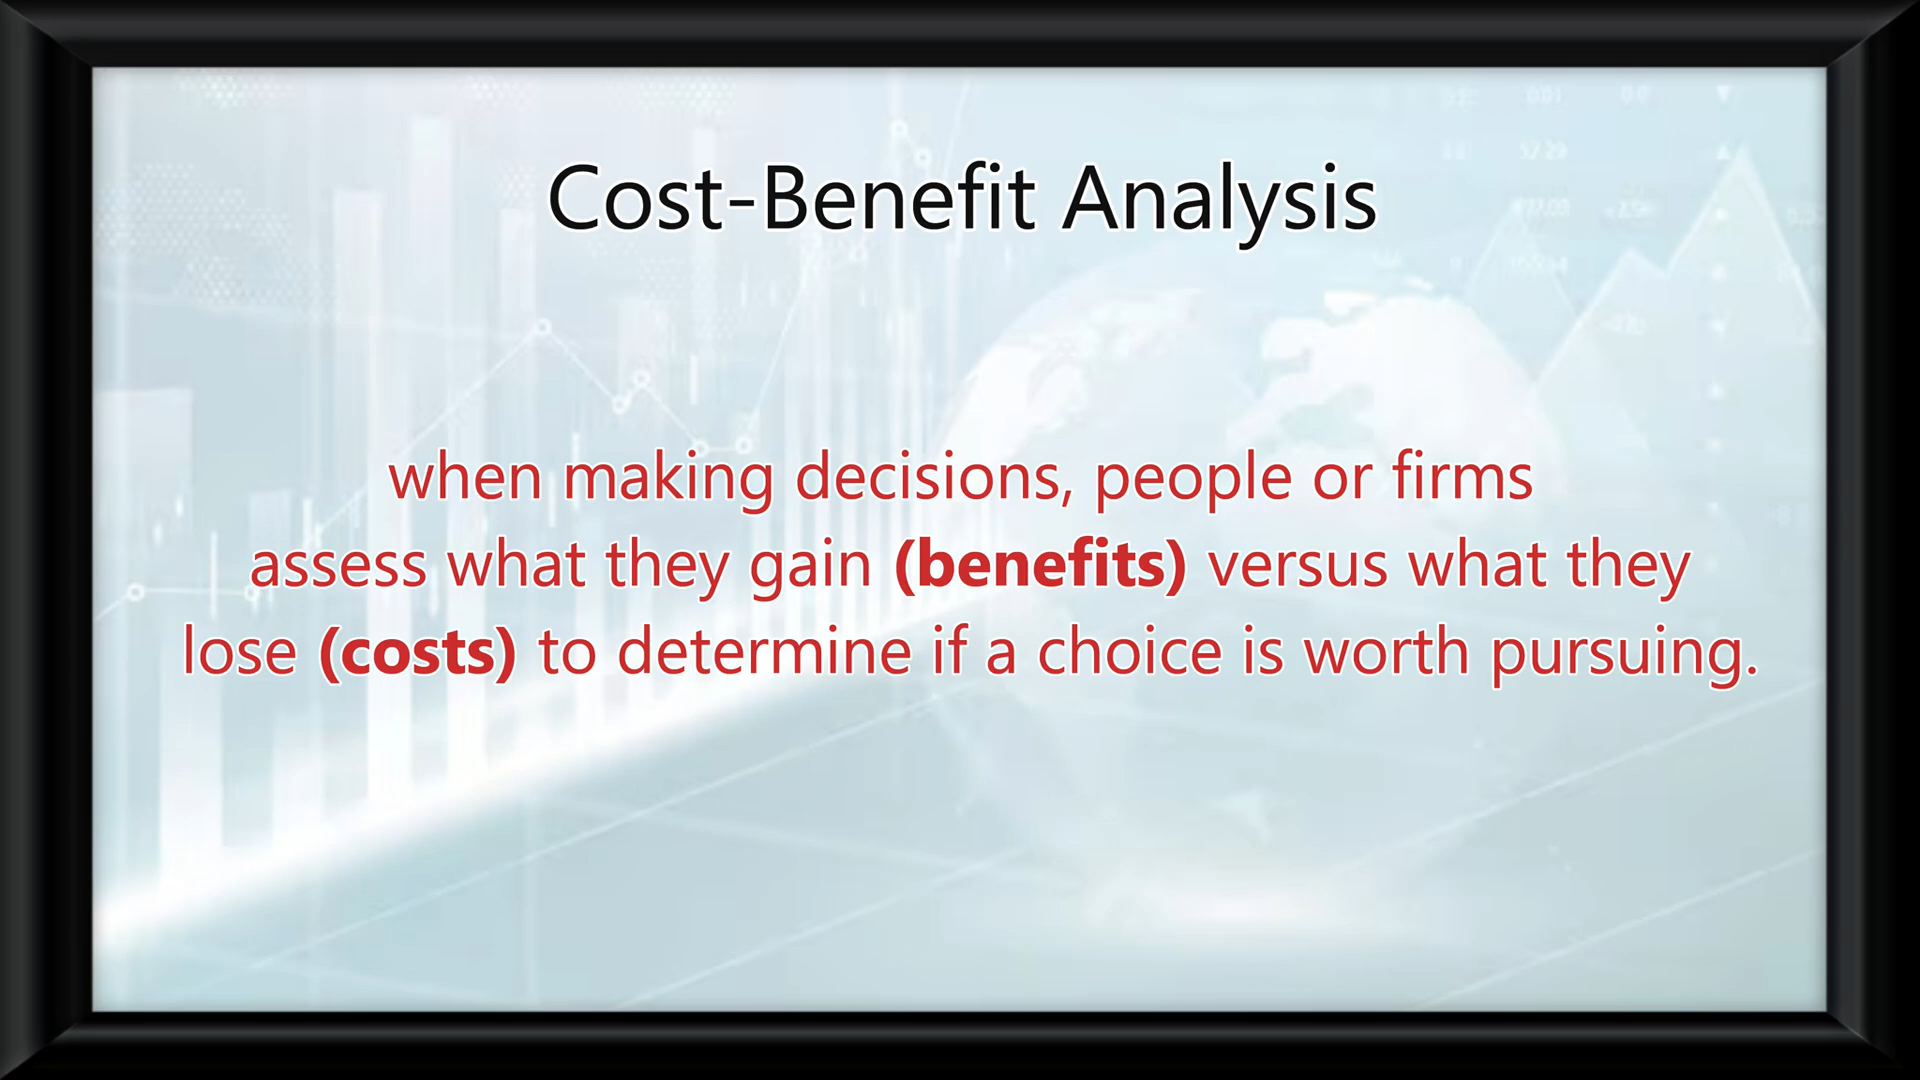 Cost-Benefit Analysis
when making decisions, people or firms
assess what they gain (benefits) versus what they
lose (costs) to determine if a choice is worth pursuing.